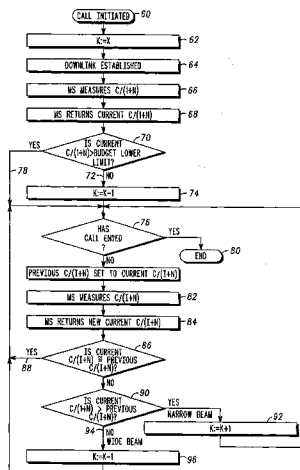 CALL INITIATED
60
K:=X
62
DOWNLINK ESTABLISHED
64
MS MEASURES C/(I+N)
66
MS RETURNS CURRENT C/(I+N)
68
IS CURRENT
C/(I+N)>BUDGET LOWER
LIMIT?
70
YES
78
72
NO
K:=K-1
74
HAS
CALL ENDED
?
76
YES
END
80
NO
PREVIOUS C/(I+N) SET TO CURRENT C/(I+N)
MS MEASURES C/(I+N)
82
MS RETURNS NEW CURRENT C/(I+N)
84
IS CURRENT
C/(I+N) = PREVIOUS
C/(I+N)?
86
YES
88
NO
IS CURRENT
C/(I+N) > PREVIOUS
C/(I+N)?
90
YES
NARROW BEAM
92
K:=K+1
94
NO
WIDE BEAM
K:=K-1
96